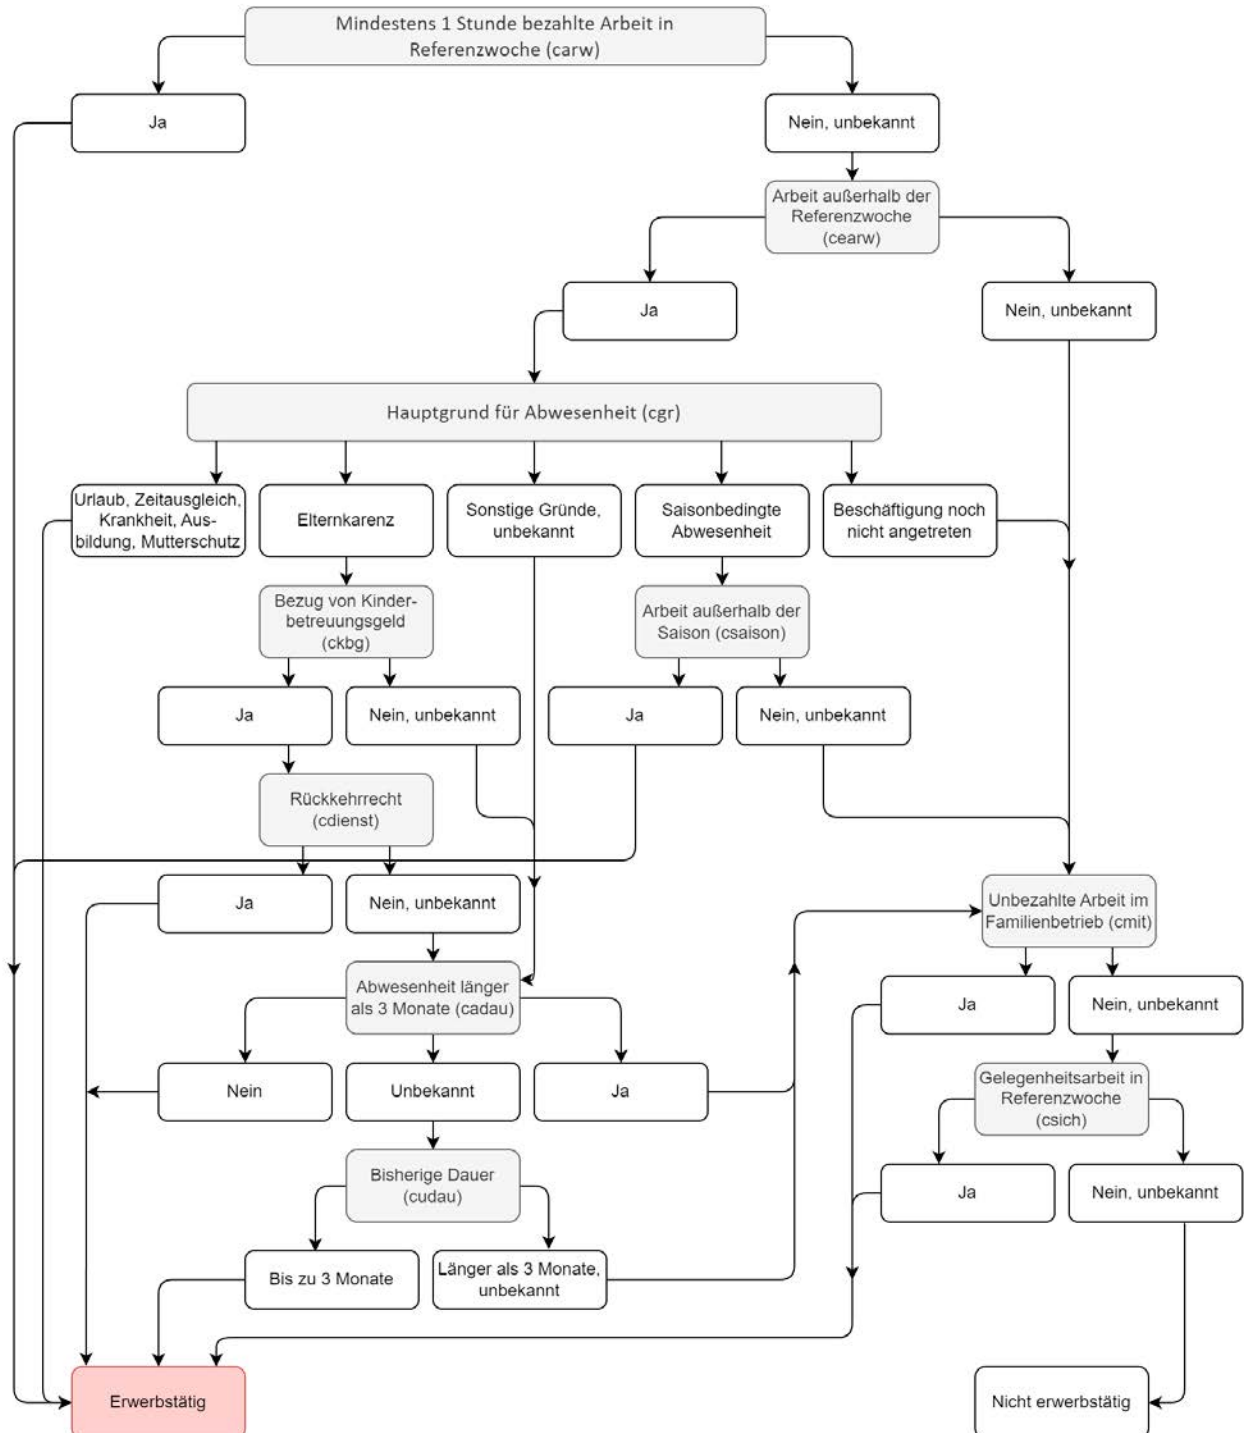 Mindestens 1 Stunde bezahlte Arbeit in
Referenzwoche (carw)
Ja
Nein, unbekannt
Arbeit außerhalb der
Referenzwoche
(cearw)
Ja
Nein, unbekannt
Hauptgrund für Abwesenheit (cgr)
Urlaub, Zeitausgleich,
Krankheit, Aus-
bildung, Mutterschutz
Elternkarenz
Sonstige Gründe,
unbekannt
Saisonbedingte
Abwesenheit
Beschäftigung noch
nicht angetreten
Bezug von Kinder-
betreuungsgeld
(ckbg)
Arbeit außerhalb der
Saison (csaison)
Ja
Nein, unbekannt
Ja
Nein, unbekannt
Rückkehrrecht
(cdienst)
Ja
Nein, unbekannt
Unbezahlte Arbeit im
Familienbetrieb (cmit)
Abwesenheit länger
als 3 Monate (cadau)
Ja
Nein, unbekannt
Nein
Unbekannt
Ja
Gelegenheitsarbeit in
Referenzwoche
(csich)
Bisherige Dauer
(cudau)
Ja
Nein, unbekannt
Bis zu 3 Monate
Länger als 3 Monate,
unbekannt
Erwerbstätig
Nicht erwerbstätig